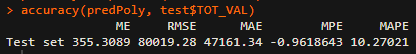 > accuracy(predPoly, test$TOT_VAL)
ME RMSE MAE MPE MAPE
Test set 355.3089 80019.28 47161.34 -0.9618643 10.27021